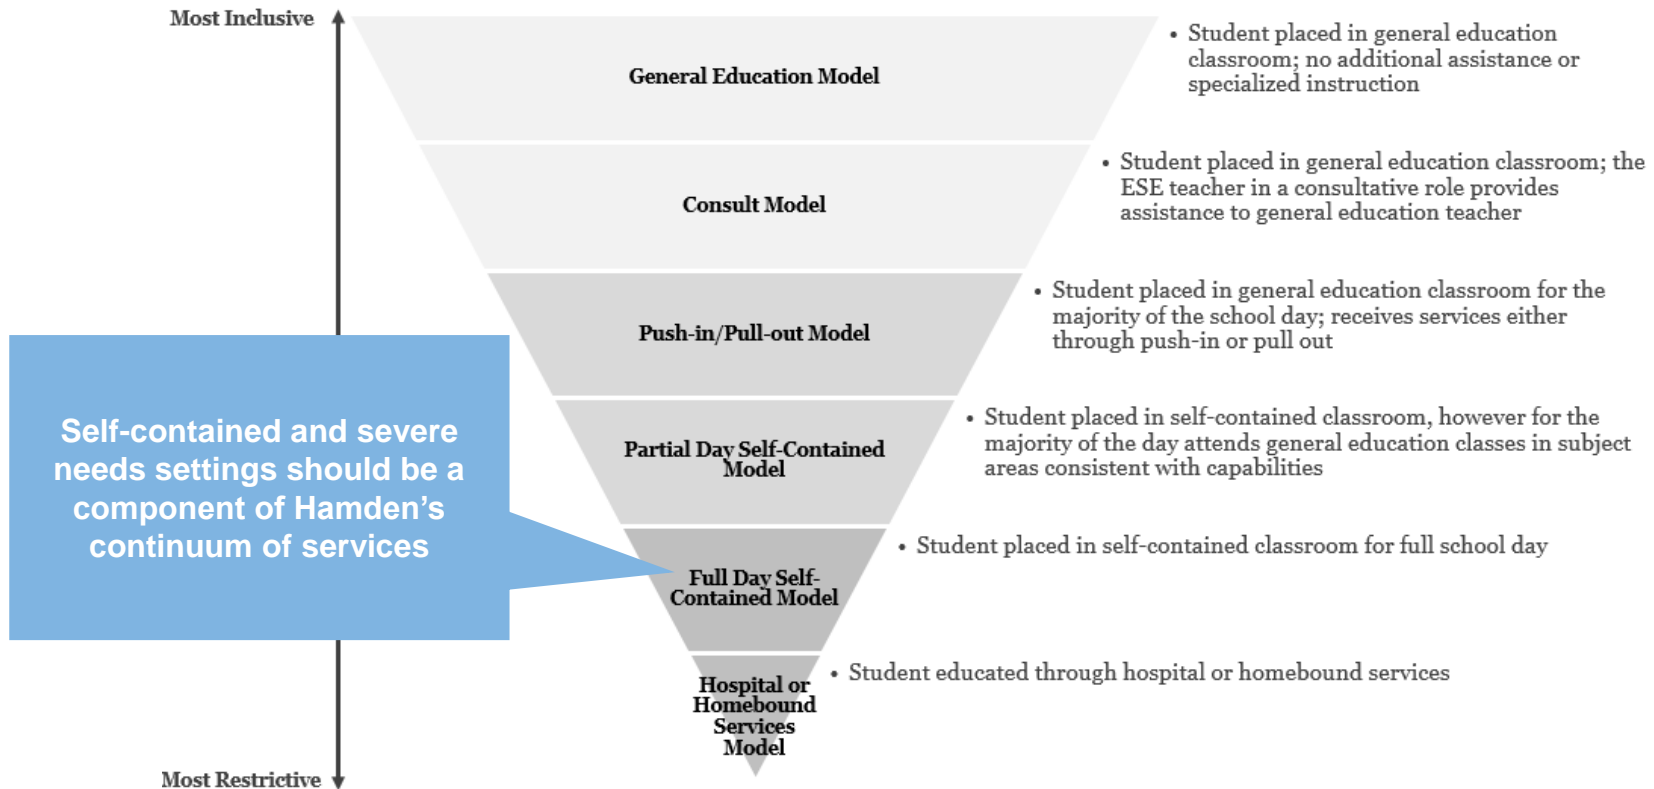 Most Inclusive
General Education Model
• Student placed in general education
classroom; no additional assistance or
specialized instruction
Consult Model
• Student placed in general education classroom; the
ESE teacher in a consultative role provides
assistance to general education teacher
Push-in/Pull-out Model
• Student placed in general education classroom for the
majority of the school day; receives services either
through push-in or pull out
Self-contained and severe
needs settings should be a
component of Hamden’s
continuum of services
Partial Day Self-Contained
Model
• Student placed in self-contained classroom, however for the
majority of the day attends general education classes in subject
areas consistent with capabilities
Full Day Self-
Contained Model
• Student placed in self-contained classroom for full school day
Hospital or
Homebound
Services
Model
• Student educated through hospital or homebound services
Most Restrictive